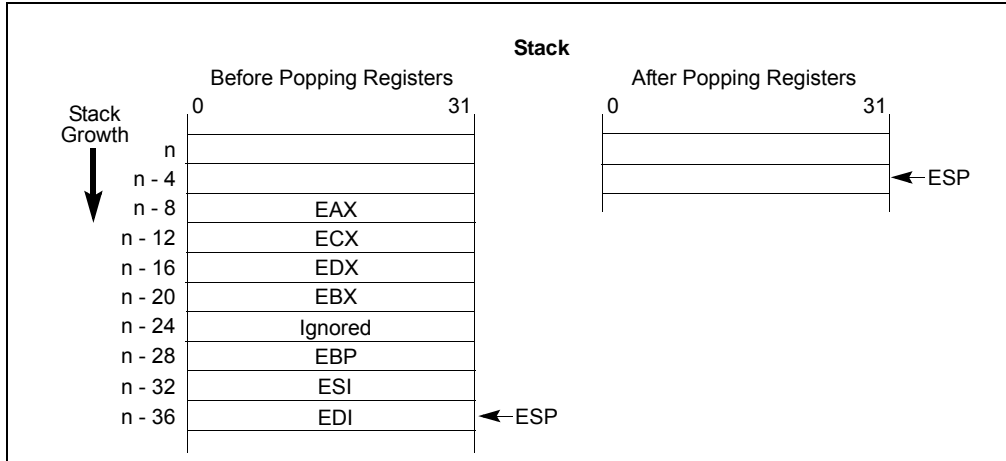 Stack
Before Popping Registers
After Popping Registers
0 31
0 31
Stack
Growth
n
n - 4
ESP
n - 8 EAX
n - 12 ECX
n - 16 EDX
n - 20 EBX
n - 24 Ignored
n - 28 EBP
n - 32 ESI
n - 36 EDI ESP